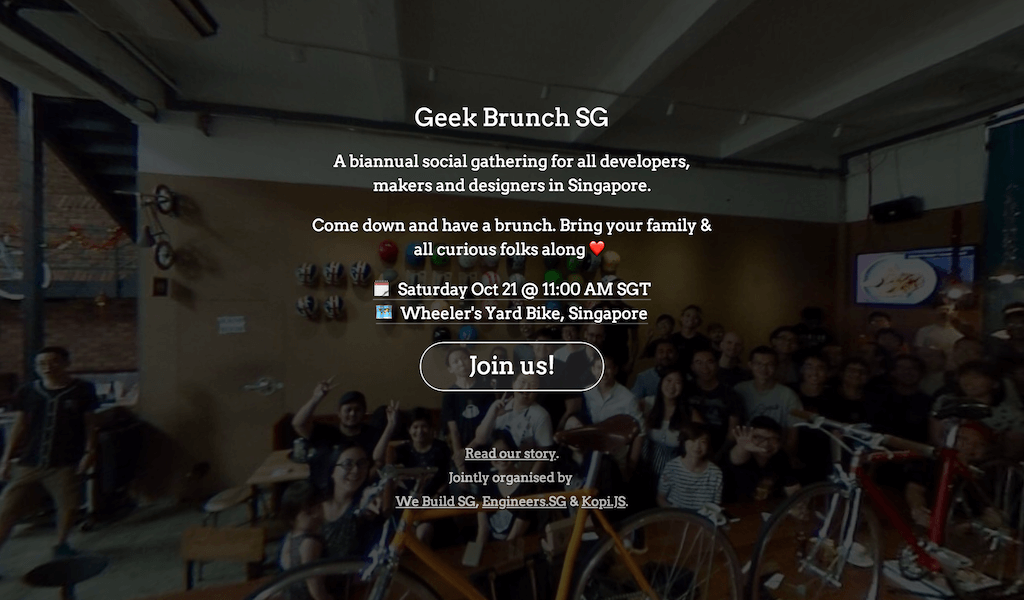 Geek Brunch SG
A biannual social gathering for all developers,
makers and designers in Singapore.
Come down and have a brunch. Bring your family &
all curious folks along ❤️
🗓 Saturday Oct 21 @ 11:00 AM SGT
🗺 Wheeler's Yard Bike, Singapore
Join us!
Read our story.
Jointly organised by
We Build SG, Engineers.SG & Kopi.JS.